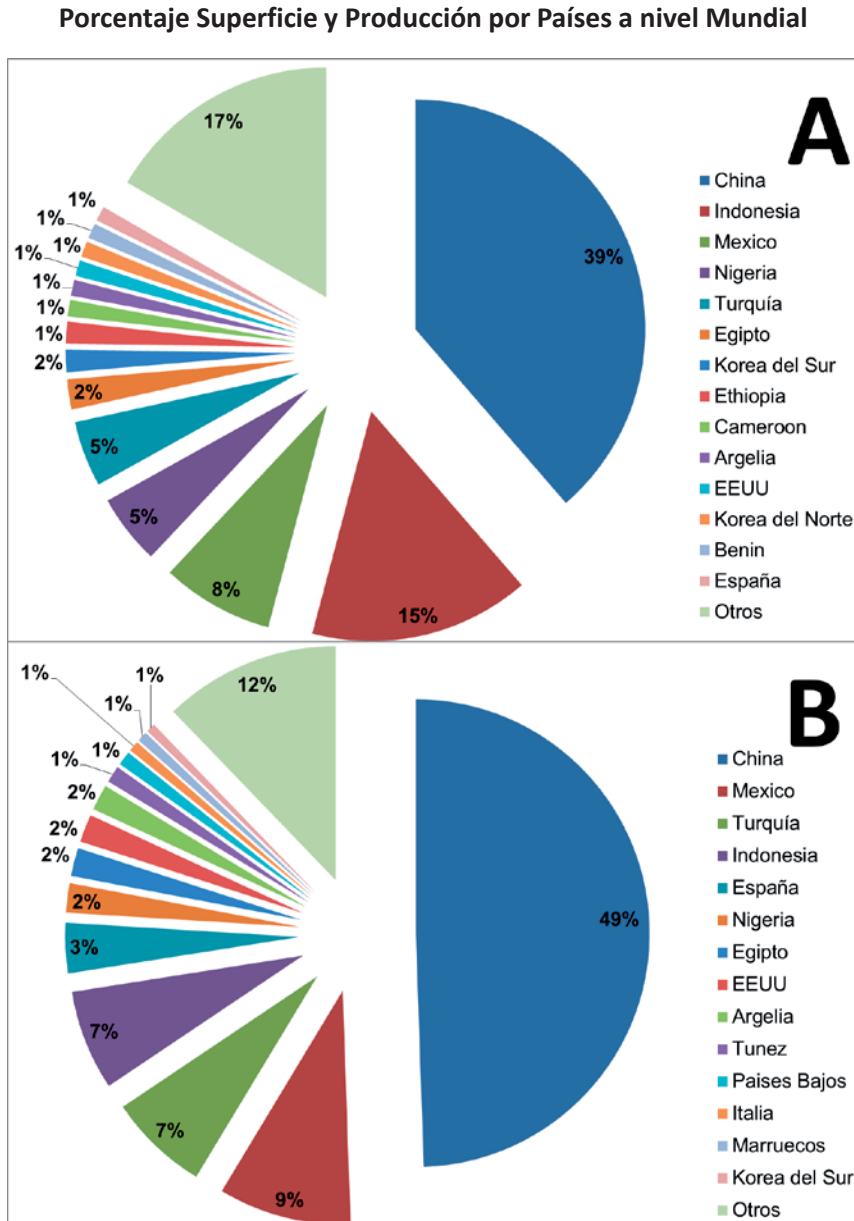 Porcentaje Superficie y Producción por Países a nivel Mundial
A
17%
39%
1%
1%
1%
1%
1%
1%
1%
2%
2%
5%
5%
8%
15%
China
Indonesia
Mexico
Nigeria
Turquía
Egipto
Korea del Sur
Ethiopia
Cameroon
Argelia
EEUU
Korea del Norte
Benin
España
Otros
B
12%
49%
1%
1%
1%
1%
1%
2%
2%
2%
2%
3%
7%
7%
9%
China
Mexico
Turquía
Indonesia
España
Nigeria
Egipto
EEUU
Argelia
Tunez
Paises Bajos
Italia
Marruecos
Korea del Sur
Otros